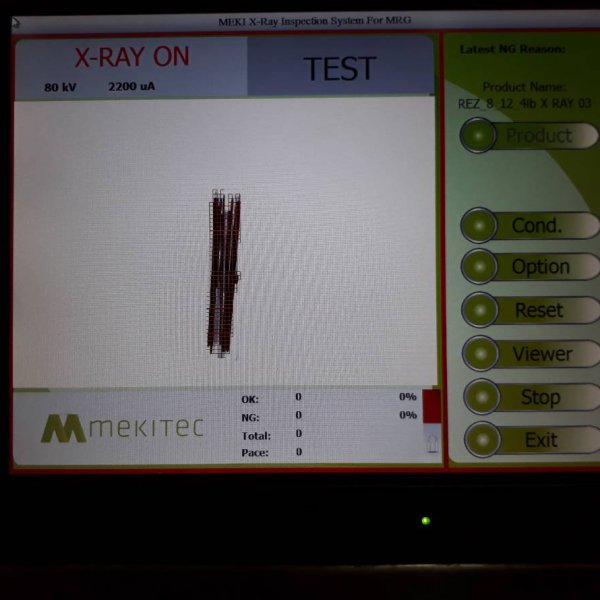 MEKI X-Ray Inspection System For MRG
X-RAY ON
80 kV 2200 uA
TEST
Latest NG Reason:
Product Name:
REZ_8_12_4lb X RAY 03
Product
Cond.
Option
Reset
Viewer
Stop
Exit
mekitec
OK: 0 0%
NG: 0 0%
Total: 0
Pace: 0